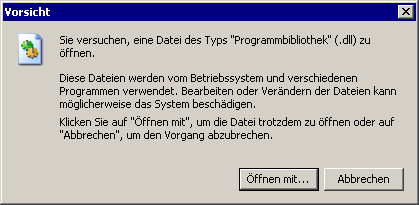 Vorsicht
Sie versuchen, eine Datei des Typs "Programmbibliothek" (.dll) zu
öffnen.
Diese Dateien werden vom Betriebssystem und verschiedenen
Programmen verwendet. Bearbeiten oder Verändern der Dateien kann
möglicherweise das System beschädigen.
Klicken Sie auf "Öffnen mit", um die Datei trotzdem zu öffnen oder auf
"Abbrechen", um den Vorgang abzubrechen.
Öffnen mit... Abbrechen